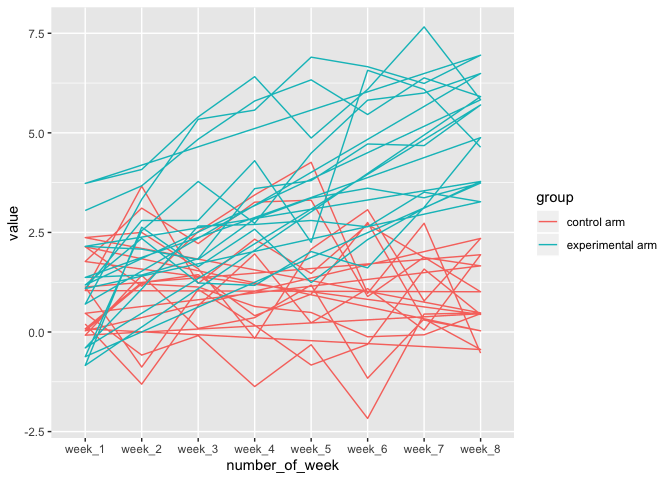 7.5
5.0
2.5
0.0
-2.5
value
week_1 week_2 week_3 week_4 week_5 week_6 week_7 week_8
number_of_week
group
control arm
experimental arm